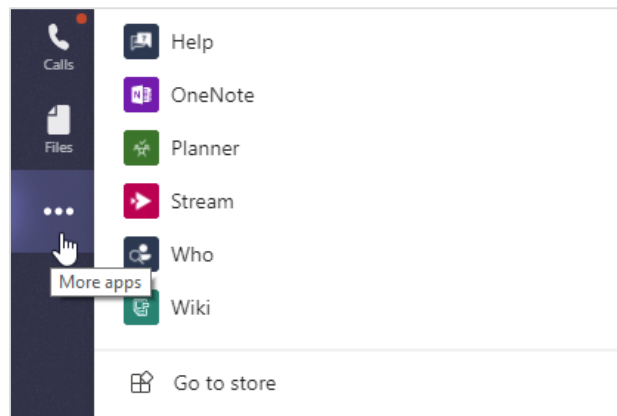 Calls
Files
More apps
Help
OneNote
Planner
Stream
Who
Wiki
Go to store